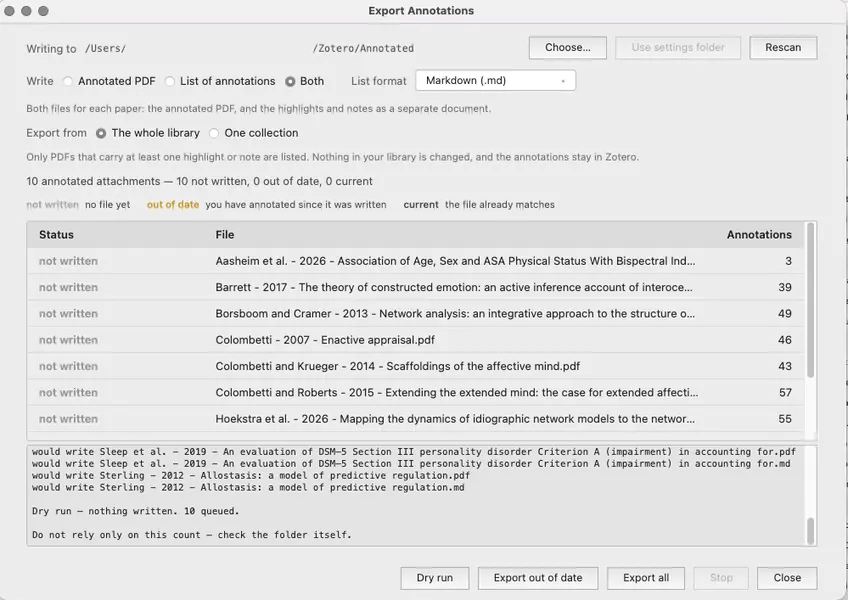 Export Annotations
Writing to /Users/ /Zotero/Annotated Choose... Use settings folder Rescan
Write Annotated PDF List of annotations Both List format Markdown (.md)
Both files for each paper: the annotated PDF, and the highlights and notes as a separate document.
Export from The whole library One collection
Only PDFs that carry at least one highlight or note are listed. Nothing in your library is changed, and the annotations stay in Zotero.
10 annotated attachments — 10 not written, 0 out of date, 0 current
not written no file yet out of date you have annotated since it was written current the file already matches
Status File Annotations
not written Aasheim et al. - 2026 - Association of Age, Sex and ASA Physical Status With Bispectral Ind... 3
not written Barrett - 2017 - The theory of constructed emotion: an active inference account of interoce... 39
not written Borsboom and Cramer - 2013 - Network analysis: an integrative approach to the structure o... 49
not written Colombetti - 2007 - Enactive appraisal.pdf 46
not written Colombetti and Krueger - 2014 - Scaffoldings of the affective mind.pdf 43
not written Colombetti and Roberts - 2015 - Extending the extended mind: the case for extended affecti... 57
not written Hoekstra et al. - 2026 - Mapping the dynamics of idiographic network models to the networ... 55
would write Sleep et al. - 2019 - An evaluation of DSM-5 Section III personality disorder Criterion A (impairment) in accounting for.pdf
would write Sleep et al. - 2019 - An evaluation of DSM-5 Section III personality disorder Criterion A (impairment) in accounting for.md
would write Sterling - 2012 - Allostasis: a model of predictive regulation.pdf
would write Sterling - 2012 - Allostasis: a model of predictive regulation.md
Dry run — nothing written. 10 queued.
Do not rely only on this count — check the folder itself.
Dry run Export out of date Export all Stop Close